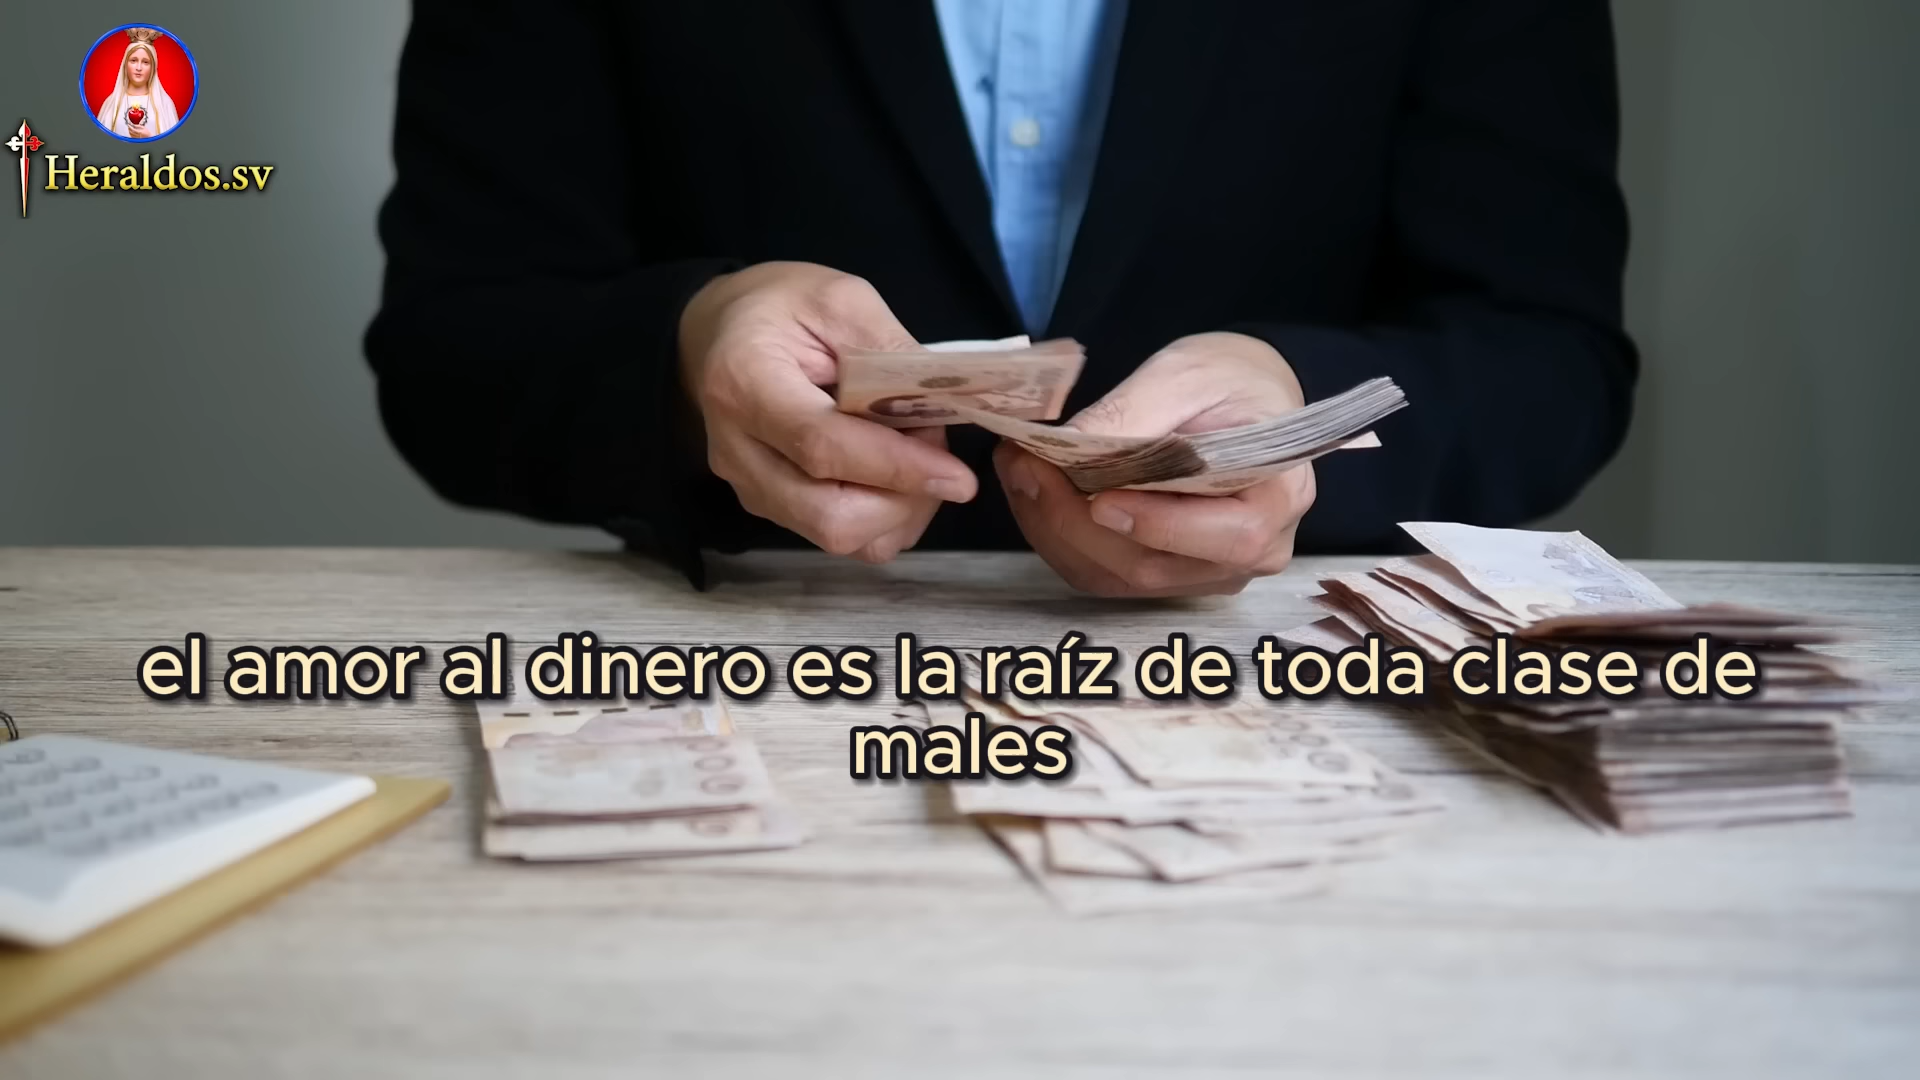 Heraldos.sv
el amor al dinero es la raíz de toda clase de
males